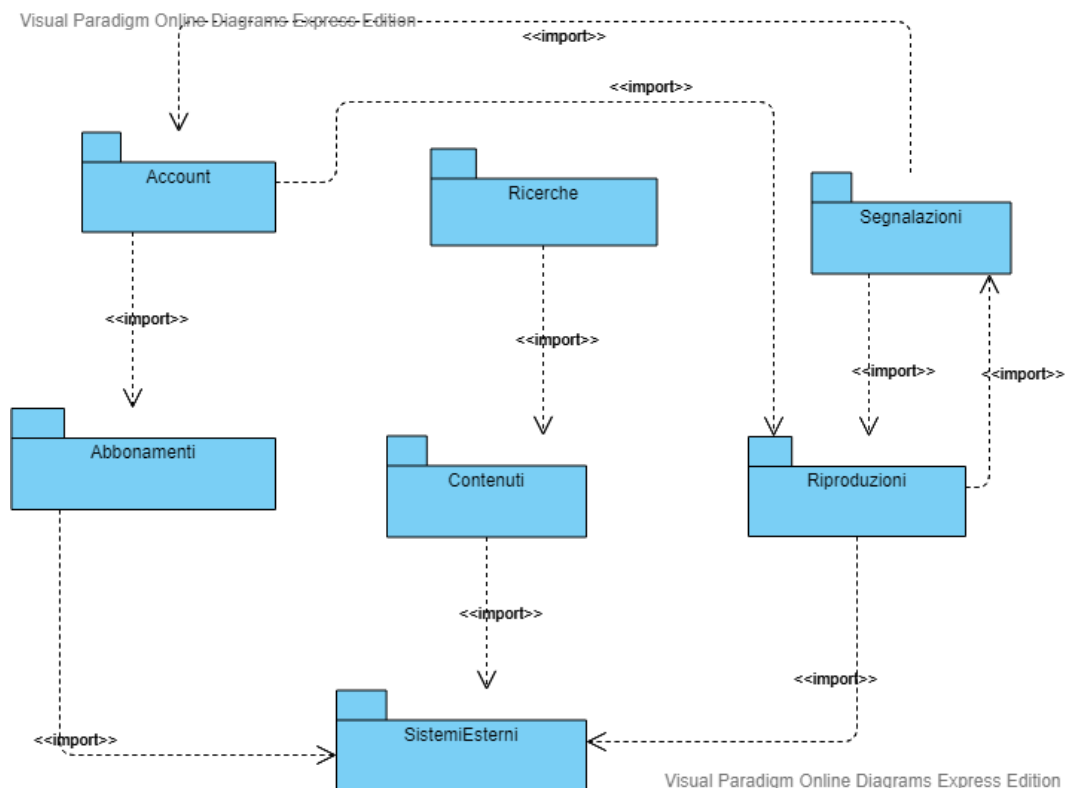 Visual Paradigm Online Diagrams Express Edition
<<import>>
<<import>>
Account
Ricerche
Segnalazioni
<<import>>
<<import>>
<<import>>
<<import>>
Abbonamenti
Contenuti
Riproduzioni
<<import>>
<<import>>
<<import>>
SistemiEsterni
Visual Paradigm Online Diagrams Express Edition